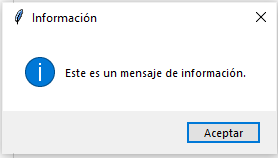 Información
Este es un mensaje de información.
Aceptar